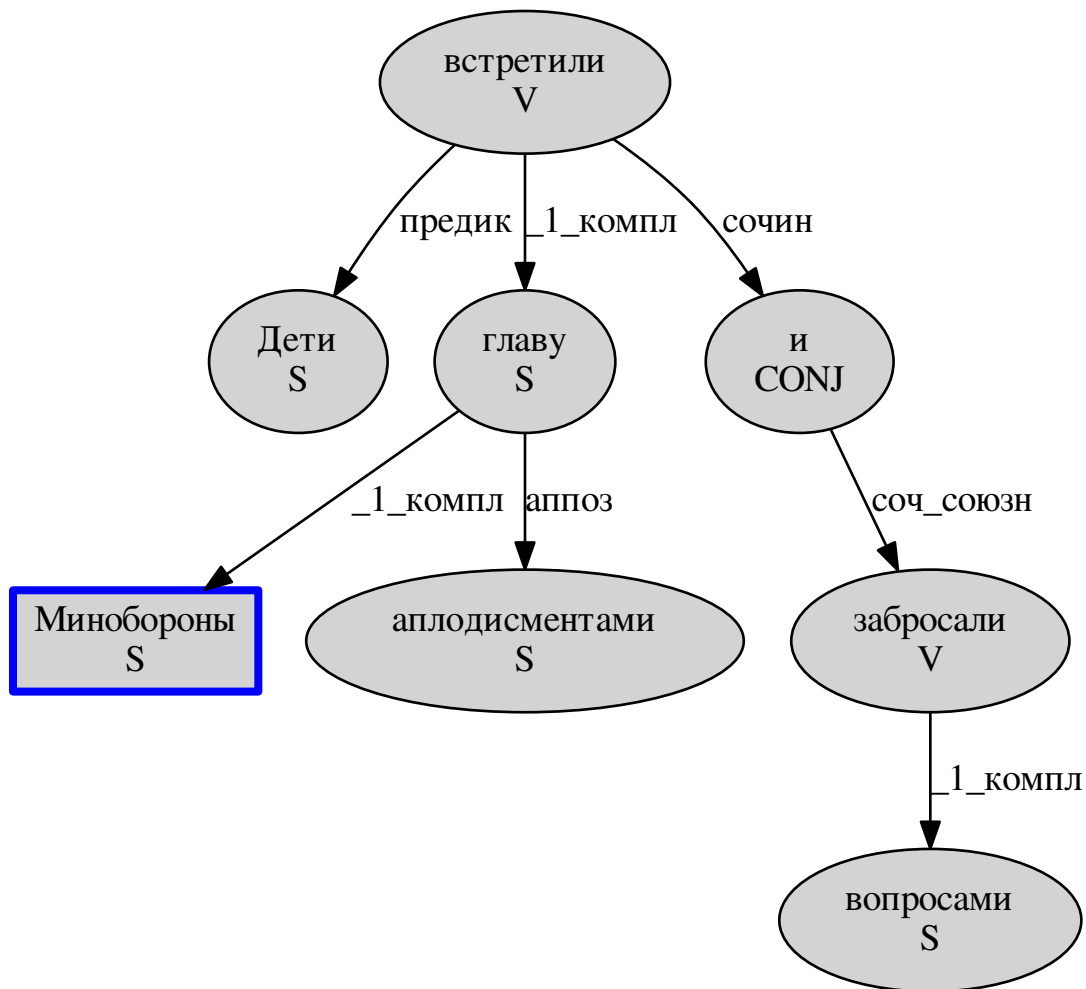 встретили
V
предик _1_компл сочин
Дети
S
главу
S
и
CONJ
_1_компл аппоз соч_союзн
Минобороны
S
аплодисментами
S
забросали
V
_1_компл
вопросами
S